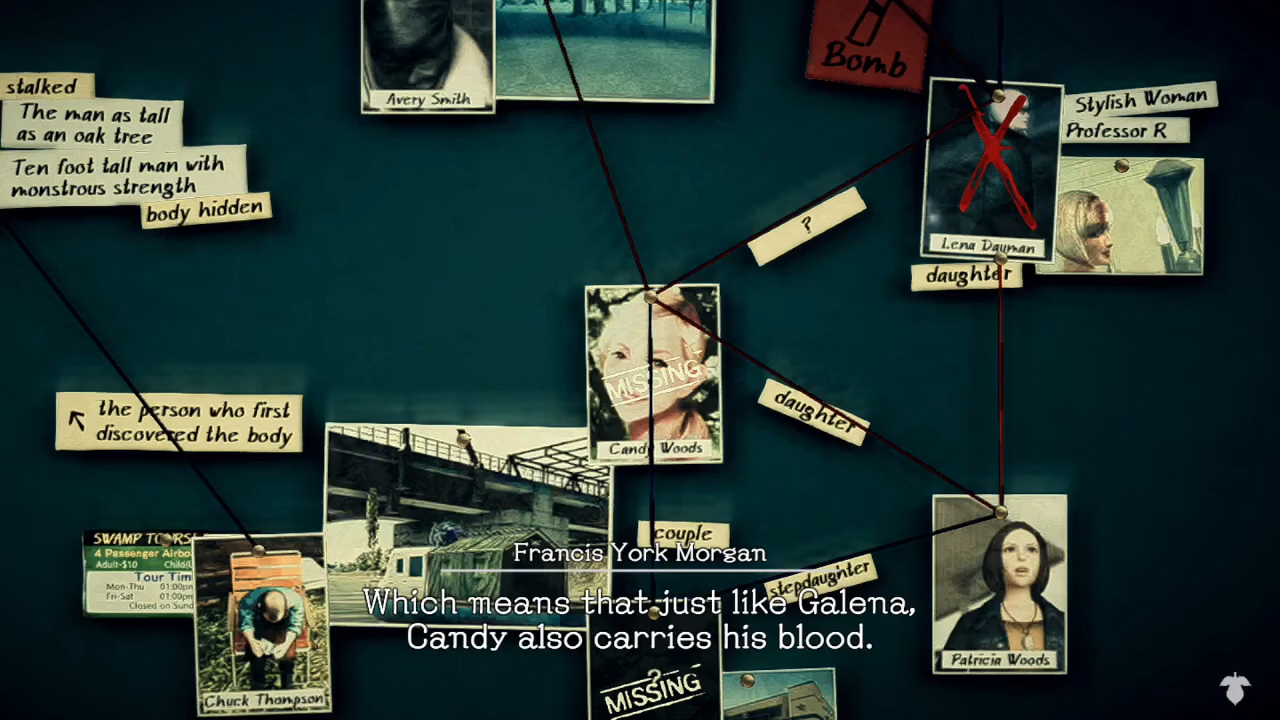 Bomb
Avery Smith
stalked
The man as tall
as an oak tree
Ten foot tall man with
monstrous strength
body hidden
Stylish Woman
Professor R
?
Lena Dauman
daughter
MISSING
the person who first
discovered the body
daughter
Candy Woods
SWAMP TOURS
4 Passenger Airbo
Adult-$10 Child(
Tour Tim
Mon-Thu 01:00pm
Fri-Sat 01:00pm
Closed on Sund
couple
Francis York Morgan
stepdaughter
Which means that just like Galena,
Candy also carries his blood.
Patricia Woods
?
MISSING
Chuck Thompson